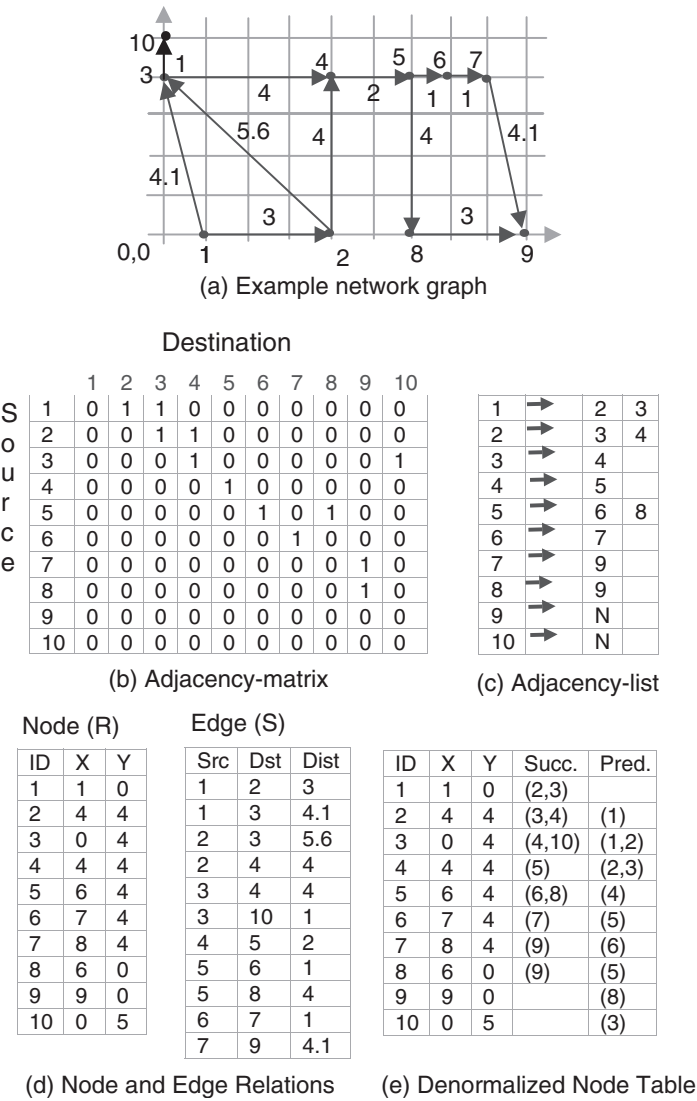 10
1
3
4
4
2
5
6
7
1
1
5.6
4
4
4.1
4.1
3
3
0,0
1
2
8
9
(a) Example network graph
Destination
Source
1 2 3 4 5 6 7 8 9 10
1 0 1 1 0 0 0 0 0 0 0
2 0 0 1 1 0 0 0 0 0 0
3 0 0 0 1 0 0 0 0 0 1
4 0 0 0 0 1 0 0 0 0 0
5 0 0 0 0 0 1 0 1 0 0
6 0 0 0 0 0 0 1 0 0 0
7 0 0 0 0 0 0 0 0 1 0
8 0 0 0 0 0 0 0 0 1 0
9 0 0 0 0 0 0 0 0 0 0
10 0 0 0 0 0 0 0 0 0 0
(b) Adjacency-matrix
1 2 3
2 3 4
3 4
4 5
5 6 8
6 7
7 9
8 9
9 N
10 N
(c) Adjacency-list
Node (R)
ID X Y
1 1 0
2 4 4
3 0 4
4 4 4
5 6 4
6 7 4
7 8 4
8 6 0
9 9 0
10 0 5
Edge (S)
Src Dst Dist
1 2 3
1 3 4.1
2 3 5.6
2 4 4
3 4 4
3 10 1
4 5 2
5 6 1
5 8 4
6 7 1
7 9 4.1
(d) Node and Edge Relations
ID X Y Succ. Pred.
1 1 0 (2,3)
2 4 4 (3,4) (1)
3 0 4 (4,10) (1,2)
4 4 4 (5) (2,3)
5 6 4 (6,8) (4)
6 7 4 (7) (5)
7 8 4 (9) (6)
8 6 0 (9) (5)
9 9 0 (8)
10 0 5 (3)
(e) Denormalized Node Table